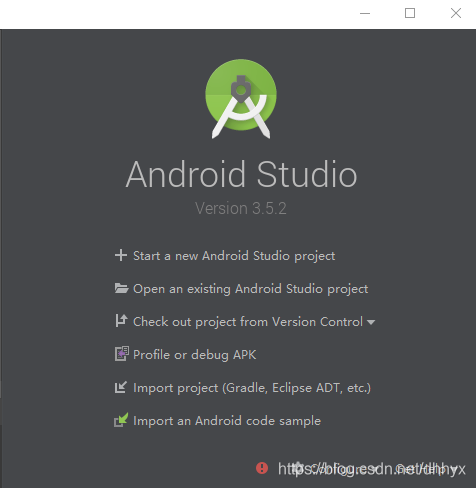 Android Studio
Version 3.5.2
Start a new Android Studio project
Open an existing Android Studio project
Check out project from Version Control
Profile or debug APK
Import project (Gradle, Eclipse ADT, etc.)
Import an Android code sample
https://blog.csdn.net/dhhyx